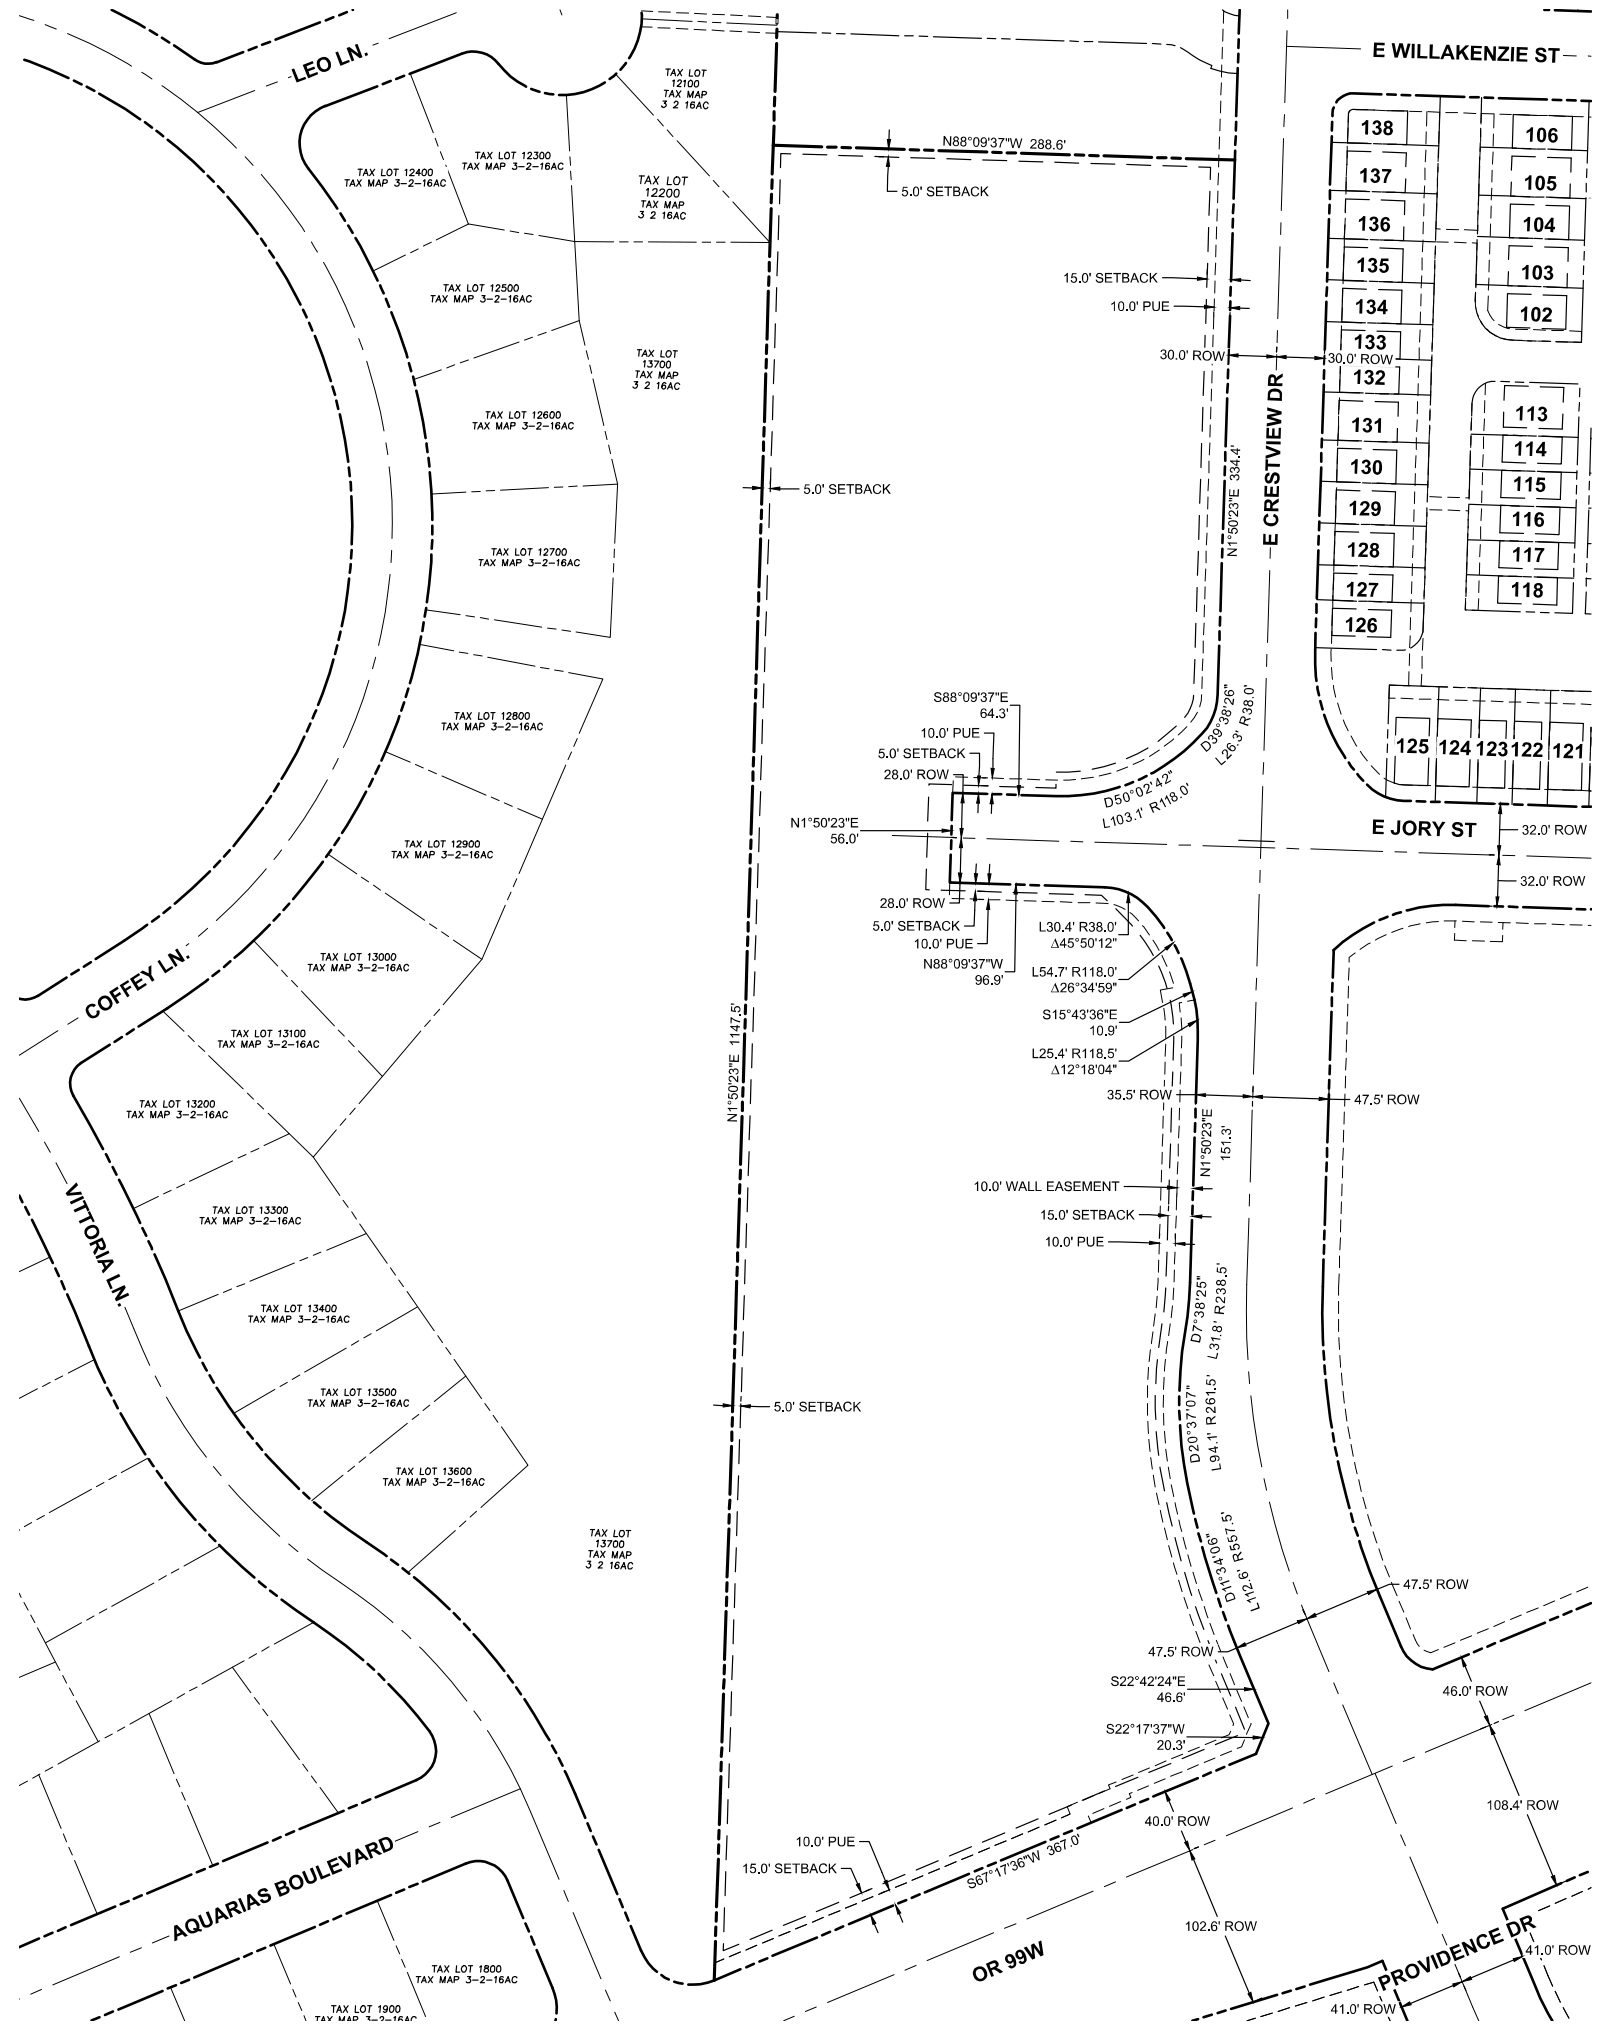 LEO LN.
E WILLAKENZIE ST
TAX LOT
12100
TAX MAP
3 2 16AC
TAX LOT 12300
TAX MAP 3-2-16AC
TAX LOT 12400
TAX MAP 3-2-16AC
TAX LOT
12200
TAX MAP
3 2 16AC
N88°09'37"W 288.6'
5.0' SETBACK
138
137
136
135
134
133
132
131
130
129
128
127
126
106
105
104
103
102
113
114
115
116
117
118
125
124
123
122
121
TAX LOT 12500
TAX MAP 3-2-16AC
15.0' SETBACK
10.0' PUE
30.0' ROW
30.0' ROW
TAX LOT
13700
TAX MAP
3 2 16AC
TAX LOT 12600
TAX MAP 3-2-16AC
E CRESTVIEW DR
N1°50'23"E 334.4'
5.0' SETBACK
TAX LOT 12700
TAX MAP 3-2-16AC
TAX LOT 12800
TAX MAP 3-2-16AC
S88°09'37"E
64.3'
10.0' PUE
5.0' SETBACK
28.0' ROW
D39°38'26"
L26.3' R38.0'
D50°02'42"
L103.1' R118.0'
N1°50'23"E
56.0'
E JORY ST
32.0' ROW
32.0' ROW
TAX LOT 12900
TAX MAP 3-2-16AC
28.0' ROW
5.0' SETBACK
10.0' PUE
N88°09'37"W
96.9'
L30.4' R38.0'
Δ45°50'12"
L54.7' R118.0'
Δ26°34'59"
S15°43'36"E
10.9'
L25.4' R118.5'
Δ12°18'04"
TAX LOT 13000
TAX MAP 3-2-16AC
COFFEY LN.
TAX LOT 13100
TAX MAP 3-2-16AC
N1°50'23"E 1147.5'
35.5' ROW
47.5' ROW
TAX LOT 13200
TAX MAP 3-2-16AC
N1°50'23"E
151.3'
10.0' WALL EASEMENT
15.0' SETBACK
10.0' PUE
VITTORIA LN.
TAX LOT 13300
TAX MAP 3-2-16AC
TAX LOT 13400
TAX MAP 3-2-16AC
D7°38'25"
L31.8' R238.5'
TAX LOT 13500
TAX MAP 3-2-16AC
5.0' SETBACK
D20°37'07"
L94.1' R261.5'
TAX LOT 13600
TAX MAP 3-2-16AC
TAX LOT
13700
TAX MAP
3 2 16AC
D11°34'06"
L112.6' R557.5'
47.5' ROW
47.5' ROW
S22°42'24"E
46.6'
46.0' ROW
S22°17'37"W
20.3'
108.4' ROW
40.0' ROW
10.0' PUE
15.0' SETBACK
S67°17'36"W 367.0'
AQUARIAS BOULEVARD
102.6' ROW
OR 99W
PROVIDENCE DR
41.0' ROW
41.0' ROW
TAX LOT 1800
TAX MAP 3-2-16AC
TAX LOT 1900
TAX MAP 3-2-16AC